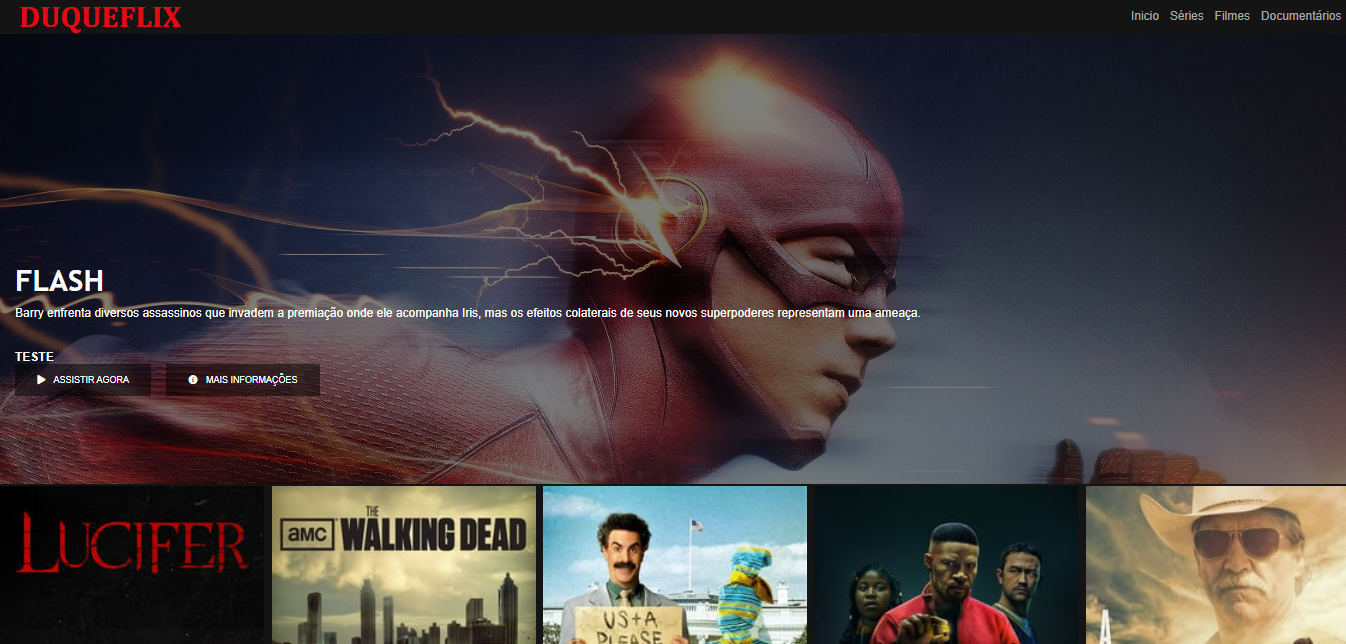 DUQUEFLIX
Inicio Séries Filmes Documentários
FLASH
Barry enfrenta diversos assassinos que invadem a premiação onde ele acompanha Iris, mas os efeitos colaterais de seus novos superpoderes representam uma ameaça.
TESTE
ASSISTIR AGORA MAIS INFORMAÇÕES
LUCIFER
aMC THE WALKING DEAD
US+A
PLEASE
A